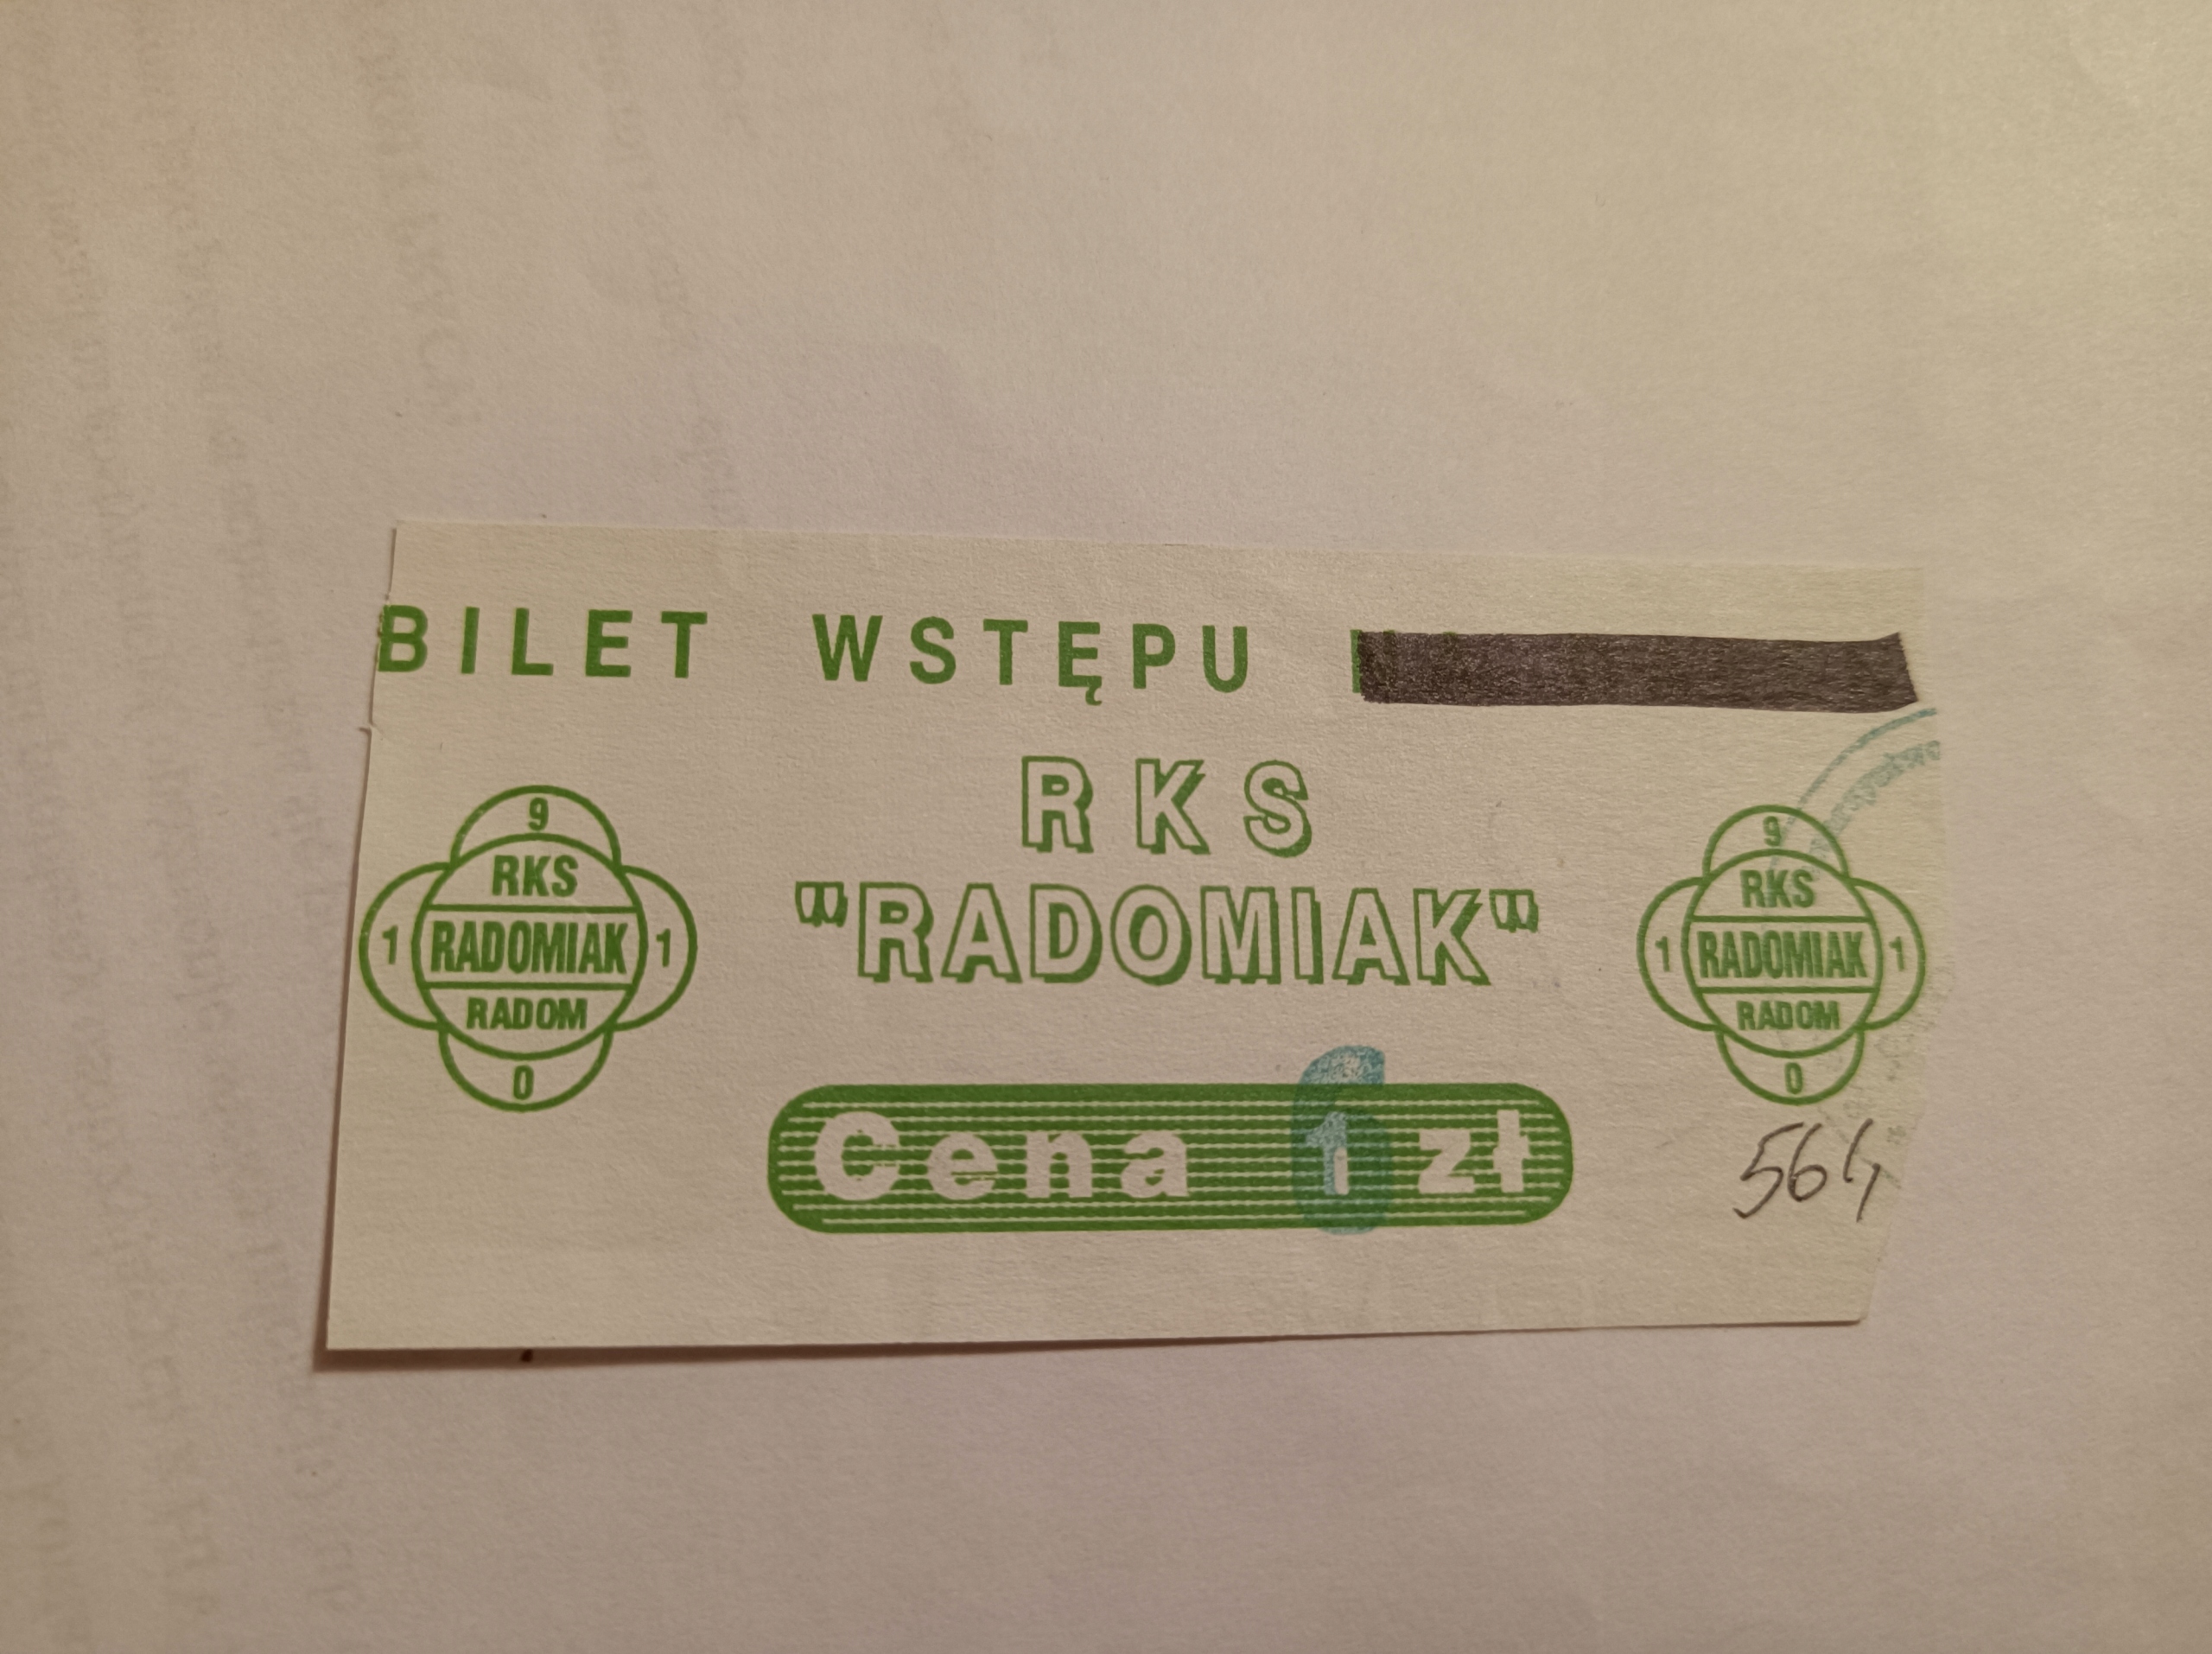 BILET WSTĘPU
RKS
"RADOMIAK"
9
RKS
1 RADOMIAK 1
RADOM
0
9
RKS
1 RADOMIAK 1
RADOM
0
Cena 1 zł
6
564